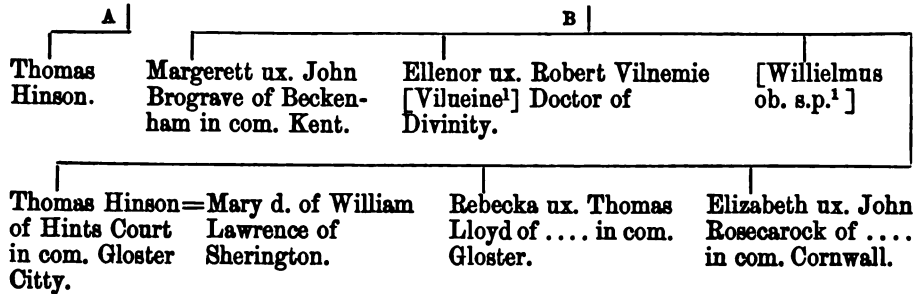 A
B
Thomas
Hinson.
Margerett ux. John
Brograve of Becken-
ham in com. Kent.
Ellenor ux. Robert Vilnemie
[Vilueine¹] Doctor of
Divinity.
[Willielmus
ob. s.p.¹]
Thomas Hinson=Mary d. of William
of Hints Court
in com. Gloster
Citty.
Lawrence of
Sherington.
Rebecka ux. Thomas
Lloyd of .... in com.
Gloster.
Elizabeth ux. John
Rosecarock of ....
in com. Cornwall.